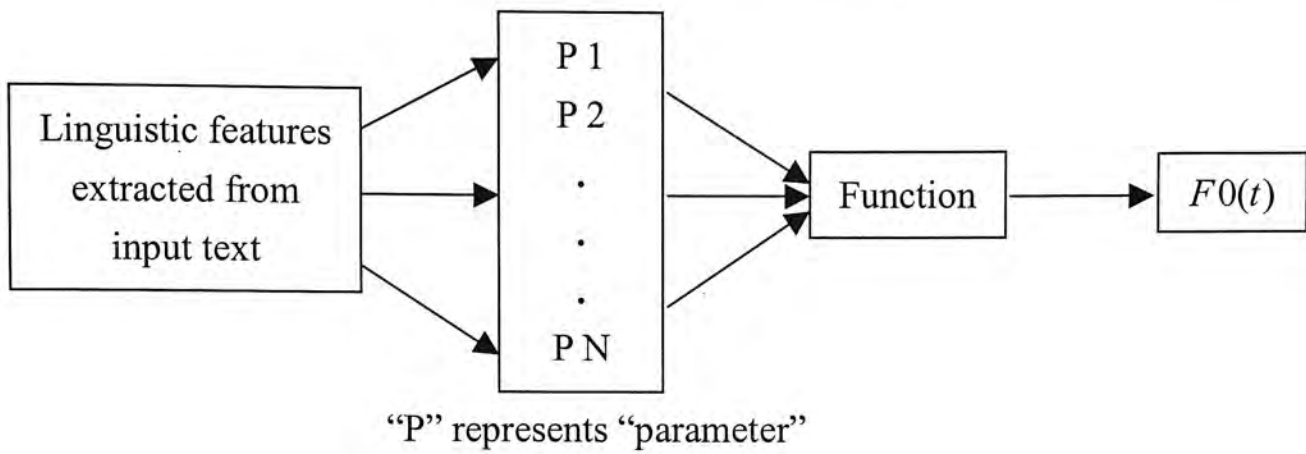 Linguistic features
extracted from
input text
P 1
P 2
.
.
.
P N
Function
F0(t)
“P” represents “parameter”